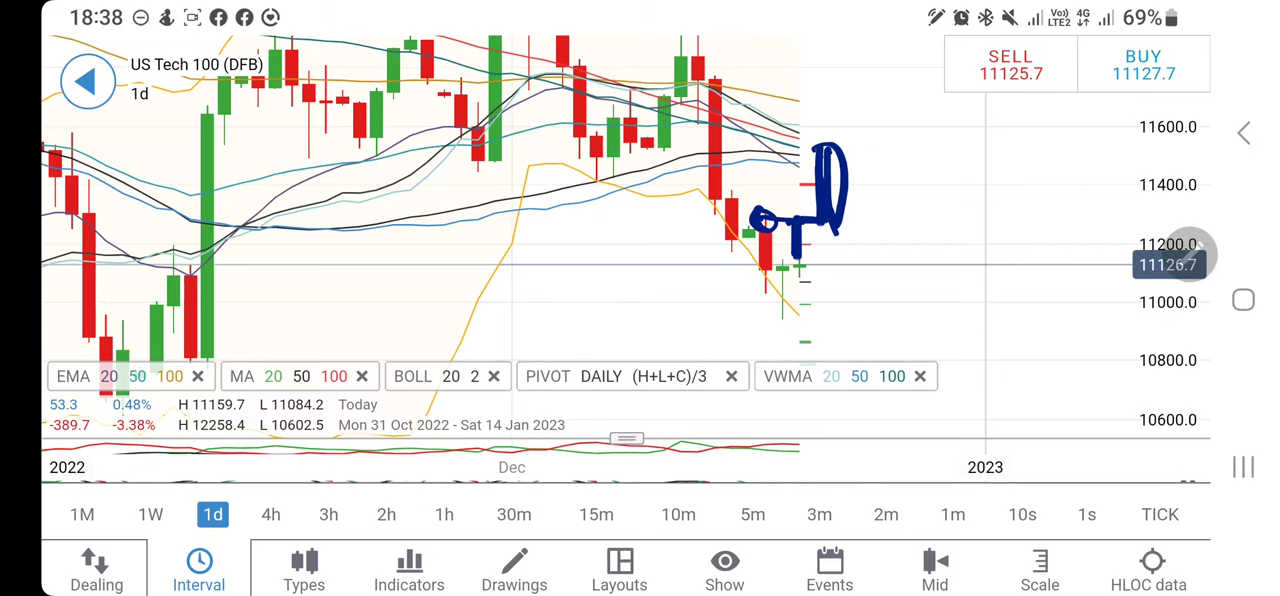 18:38 Vo)) LTE2 4G 69%
US Tech 100 (DFB)
1d
SELL BUY
11125.7 11127.7
11600.0
11400.0
11200.0
11126.7
11000.0
10800.0
10600.0
EMA 20 50 100 × MA 20 50 100 × BOLL 20 2 × PIVOT DAILY (H+L+C)/3 × VWMA 20 50 100 ×
53.3 0.48% H 11159.7 L 11084.2 Today
-389.7 -3.38% H 12258.4 L 10602.5 Mon 31 Oct 2022 - Sat 14 Jan 2023
2022 Dec 2023
1M 1W 1d 4h 3h 2h 1h 30m 15m 10m 5m 3m 2m 1m 10s 1s TICK
Dealing Interval Types Indicators Drawings Layouts Show Events Mid Scale HLOC data